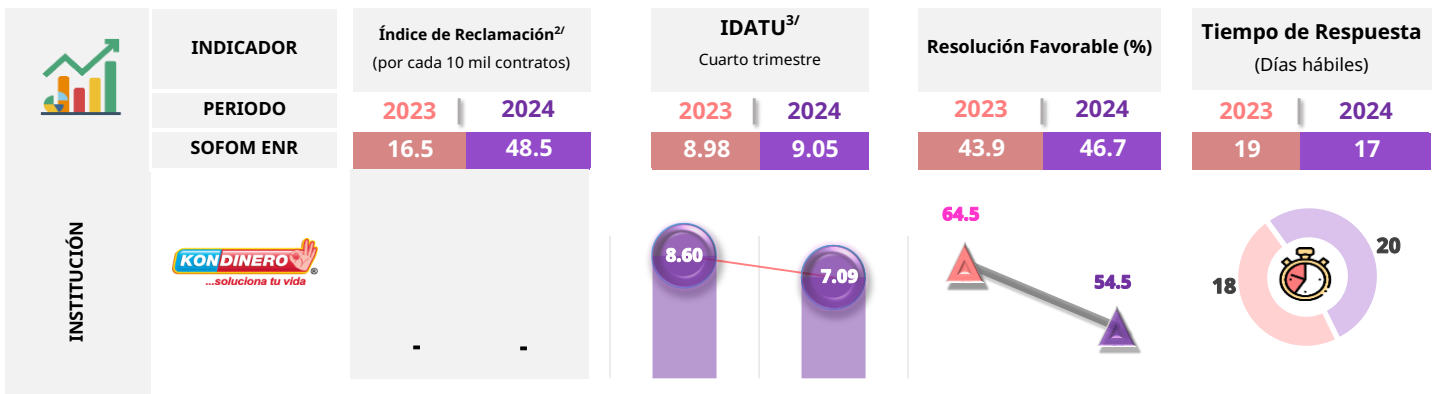 INDICADOR
Índice de Reclamación2/
(por cada 10 mil contratos)
IDATU3/
Cuarto trimestre
Resolución Favorable (%)
Tiempo de Respuesta
(Días hábiles)
PERIODO
2023 2024
2023 2024
2023 2024
2023 2024
SOFOM ENR
16.5 48.5
8.98 9.05
43.9 46.7
19 17
INSTITUCIÓN
KONDINERO
®
...soluciona tu vida
- -
8.60
7.09
64.5
54.5
18
20